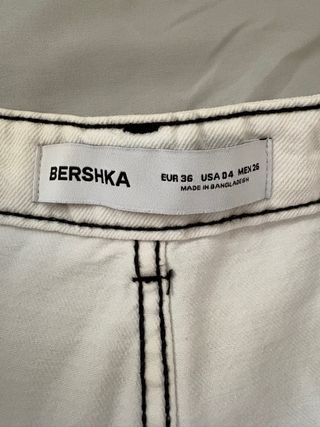 BERSHKA
EUR 36 USA 04 MEX 26
MADE IN BANGLADESH